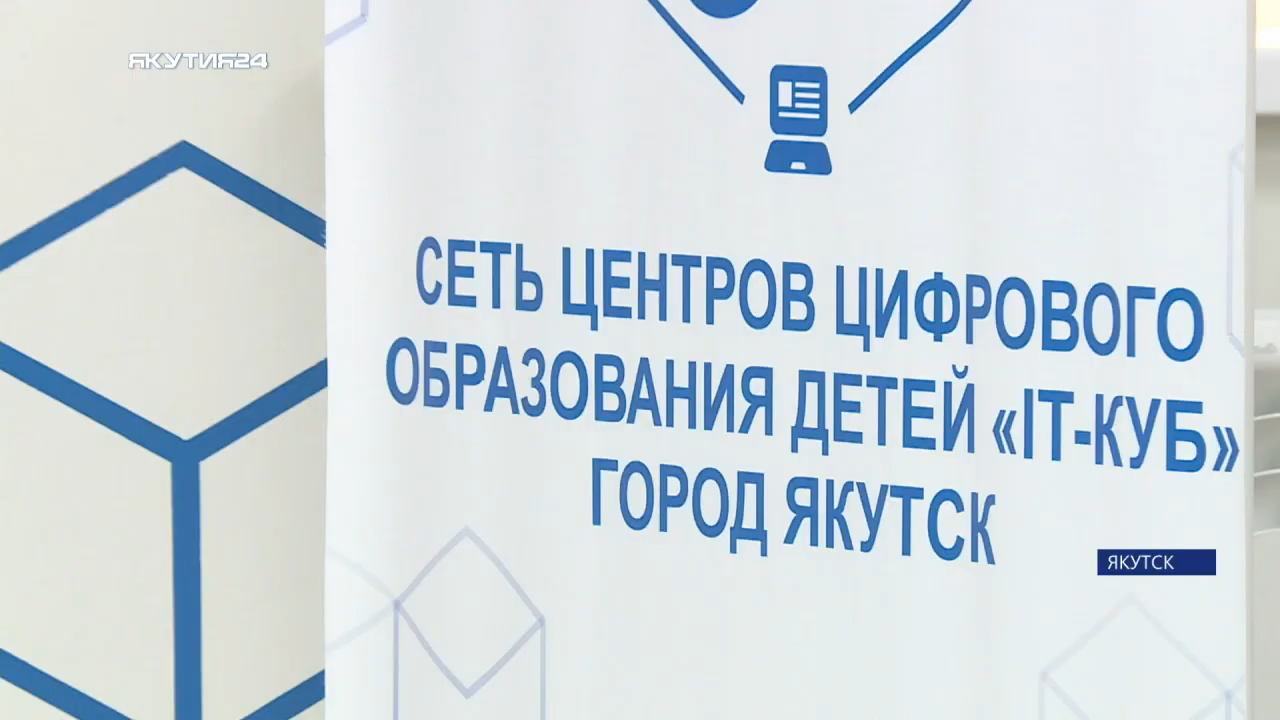 ЯКУТИЯ24
СЕТЬ ЦЕНТРОВ ЦИФРОВОГО
ОБРАЗОВАНИЯ ДЕТЕЙ «IT-КУБ»
ГОРОД ЯКУТСК
ЯКУТСК